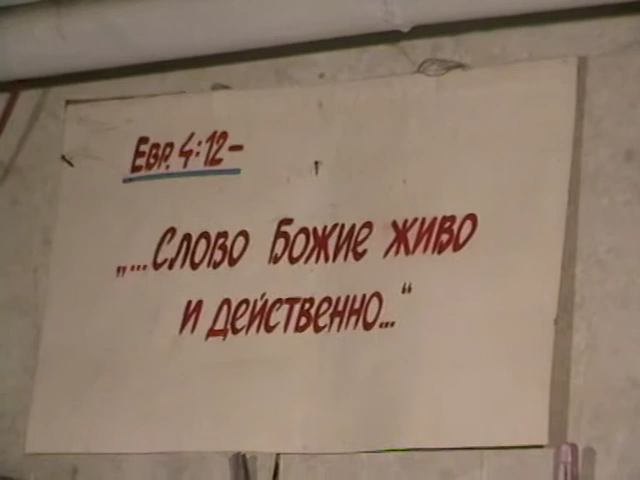 Евр. 4:12–
„...Слово Божие живо
и действенно...“